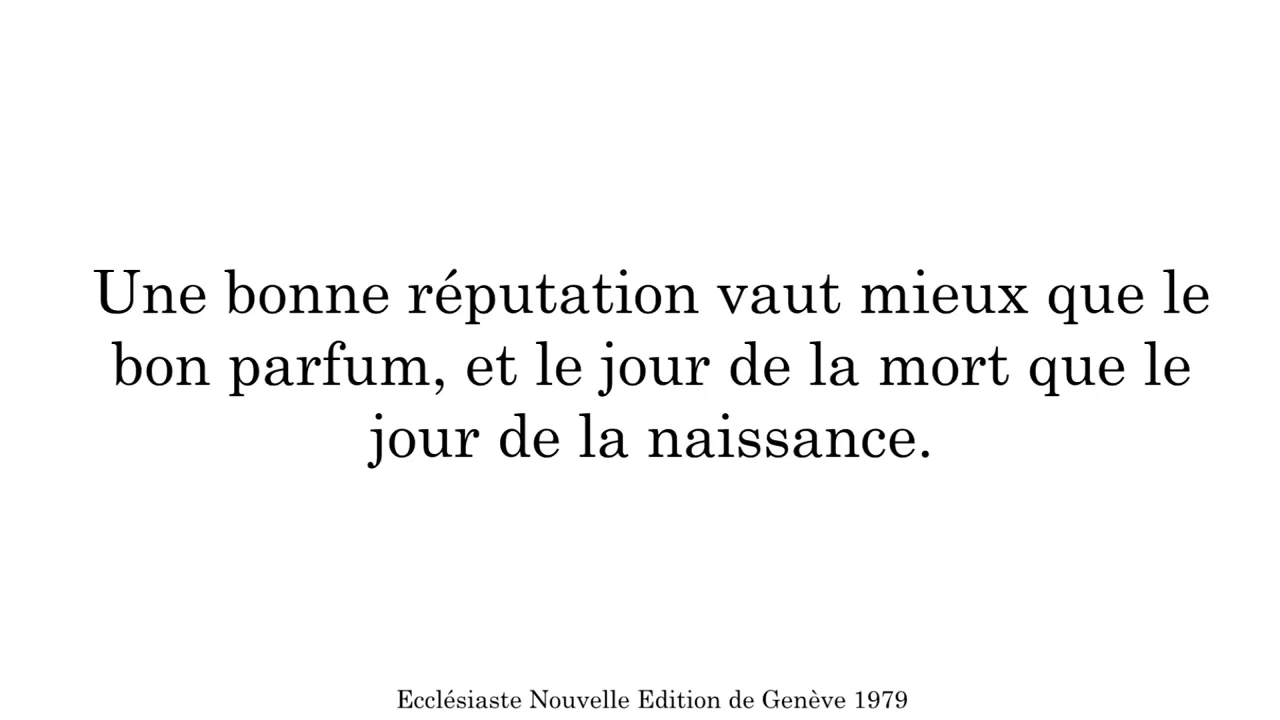 Une bonne réputation vaut mieux que le
bon parfum, et le jour de la mort que le
jour de la naissance.
Ecclésiaste Nouvelle Edition de Genève 1979